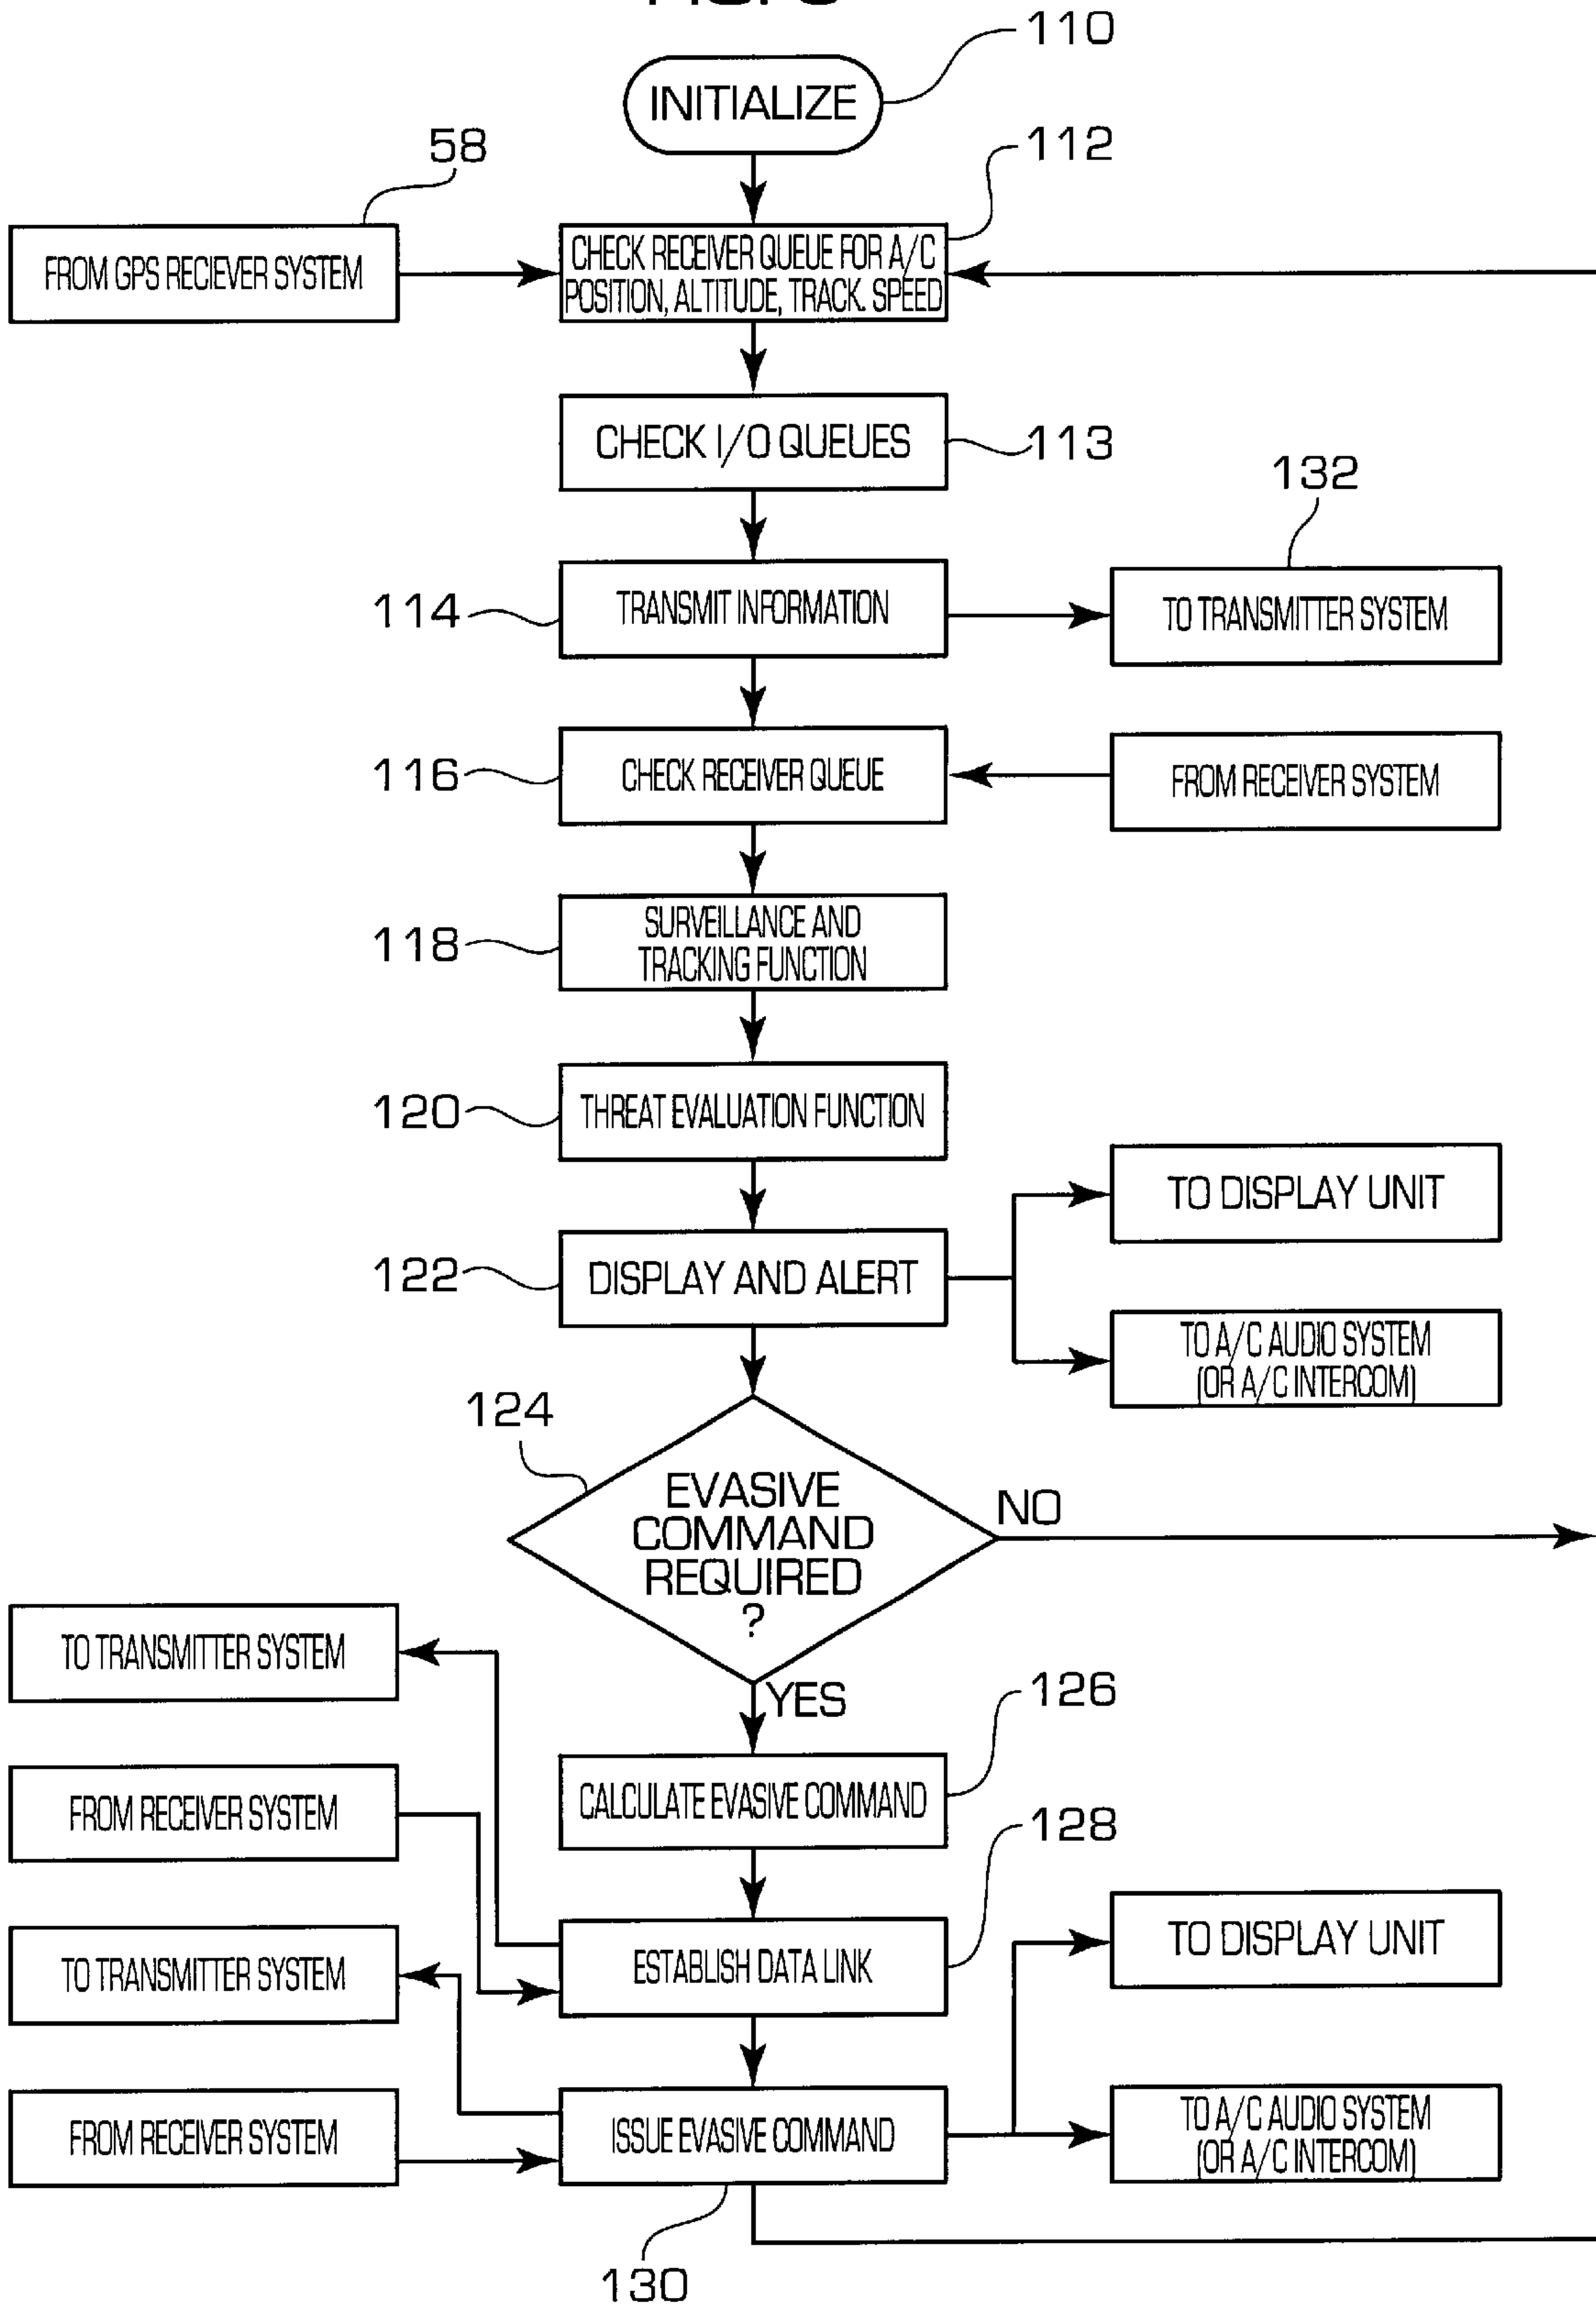 110
INITIALIZE
58
112
FROM GPS RECIEVER SYSTEM
CHECK RECEIVER QUEUE FOR A/C
POSITION, ALTITUDE, TRACK. SPEED
CHECK I/O QUEUES
113
132
114
TRANSMIT INFORMATION
TO TRANSMITTER SYSTEM
116
CHECK RECEIVER QUEUE
FROM RECEIVER SYSTEM
118
SURVEILLANCE AND
TRACKING FUNCTION
120
THREAT EVALUATION FUNCTION
TO DISPLAY UNIT
122
DISPLAY AND ALERT
TO A/C AUDIO SYSTEM
(OR A/C INTERCOM)
124
EVASIVE
COMMAND
REQUIRED
?
NO
TO TRANSMITTER SYSTEM
YES
126
FROM RECEIVER SYSTEM
CALCULATE EVASIVE COMMAND
128
TO TRANSMITTER SYSTEM
ESTABLISH DATA LINK
TO DISPLAY UNIT
FROM RECEIVER SYSTEM
ISSUE EVASIVE COMMAND
TO A/C AUDIO SYSTEM
(OR A/C INTERCOM)
130